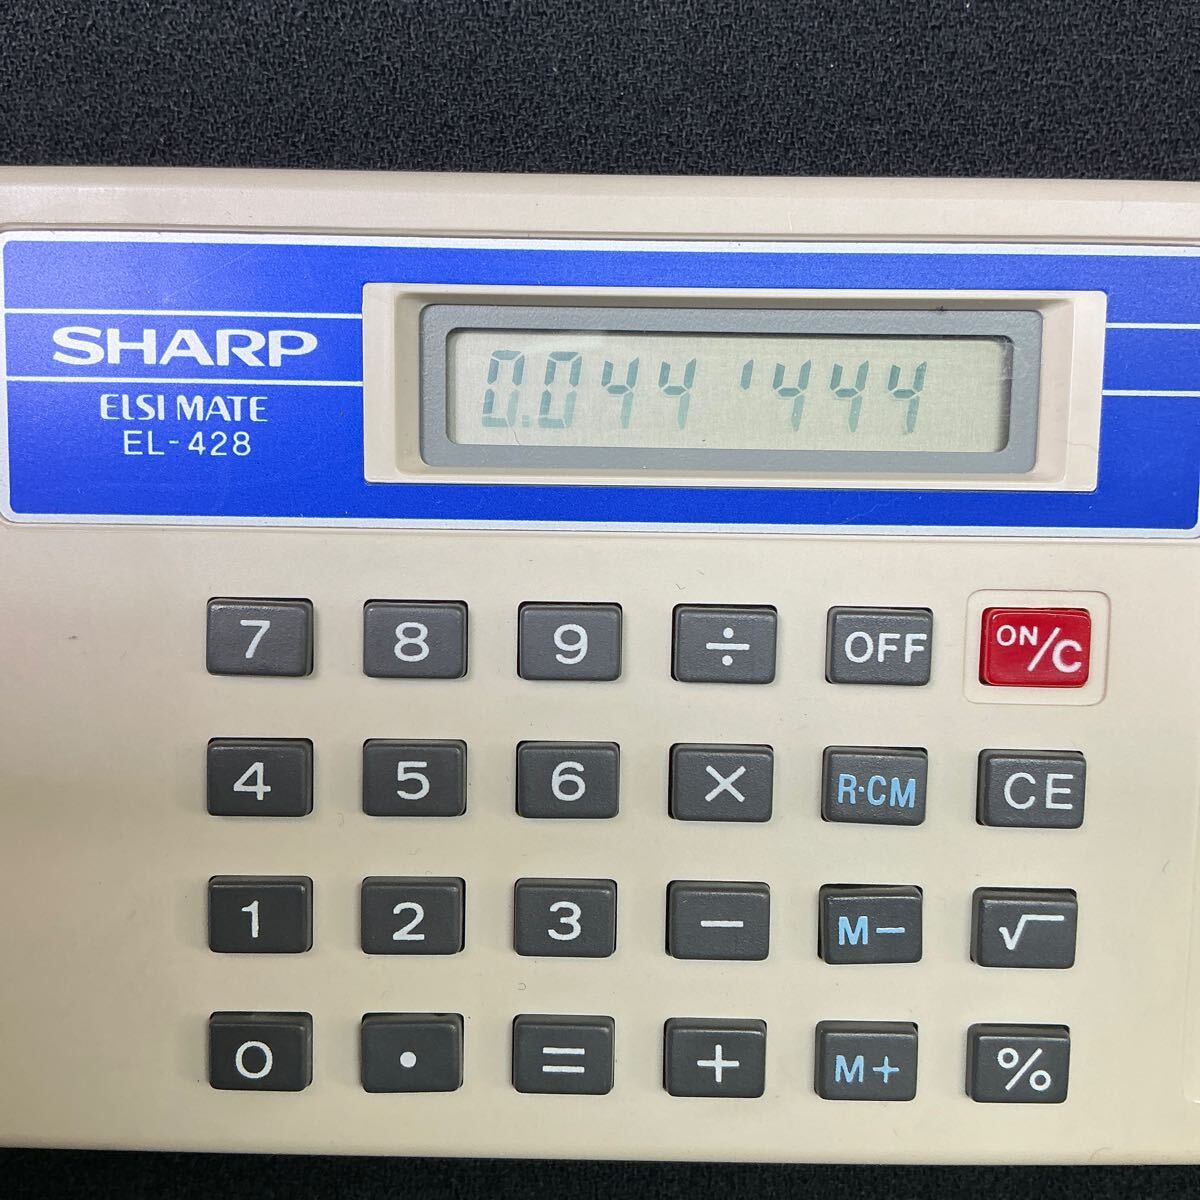 SHARP
ELSI MATE
EL-428
0.044 '444
7 8 9 ÷ OFF ON/C
4 5 6 × R·CM CE
1 2 3 − M− √
0 · = + M+ %